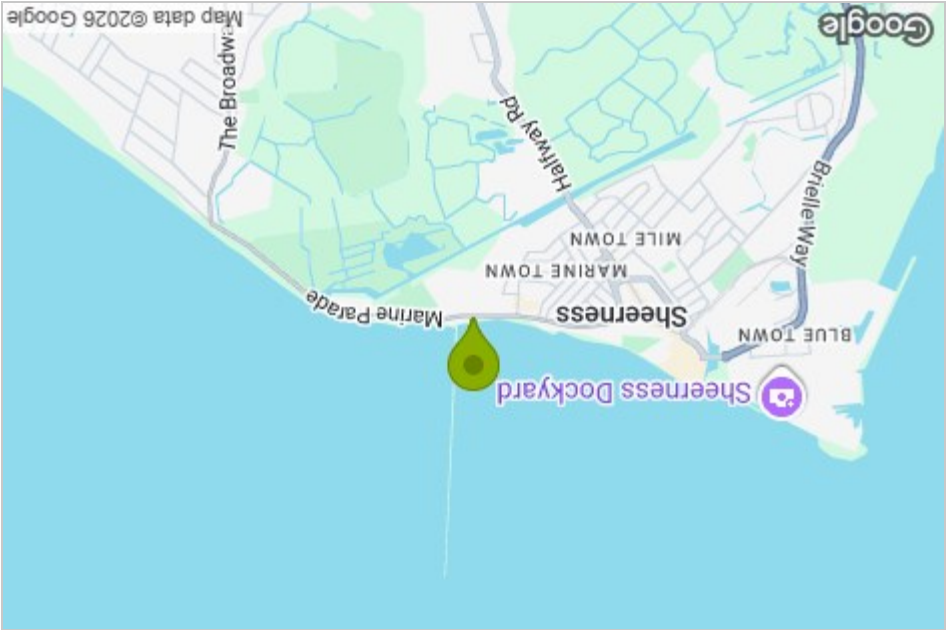 Sheerness Dockyard
BLUE TOWN
Sheerness
Marine Parade
MARINE TOWN
MILE TOWN
Brielle Way
Halfway Rd
The Broadwa
Google
Map data ©2026 Google